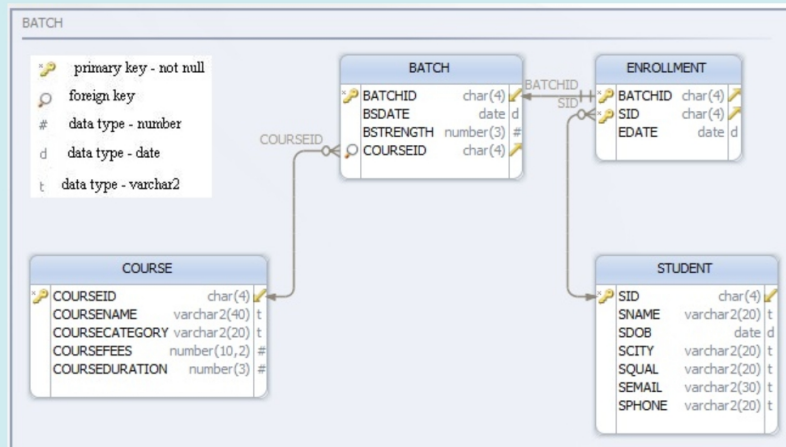 BATCH
primary key - not null
foreign key
# data type - number
d data type - date
t data type - varchar2
BATCH
BATCHID char(4)
BSDATE date d
BSTRENGTH number(3) #
COURSEID char(4)
BATCHID
SID
ENROLLMENT
BATCHID char(4)
SID char(4)
EDATE date d
COURSEID
COURSE
COURSEID char(4)
COURSENAME varchar2(40) t
COURSECATEGORY varchar2(20) t
COURSEFEES number(10,2) #
COURSEDURATION number(3) #
STUDENT
SID char(4)
SNAME varchar2(20) t
SDOB date d
SCITY varchar2(20) t
SQUAL varchar2(20) t
SEMAIL varchar2(30) t
SPHONE varchar2(20) t